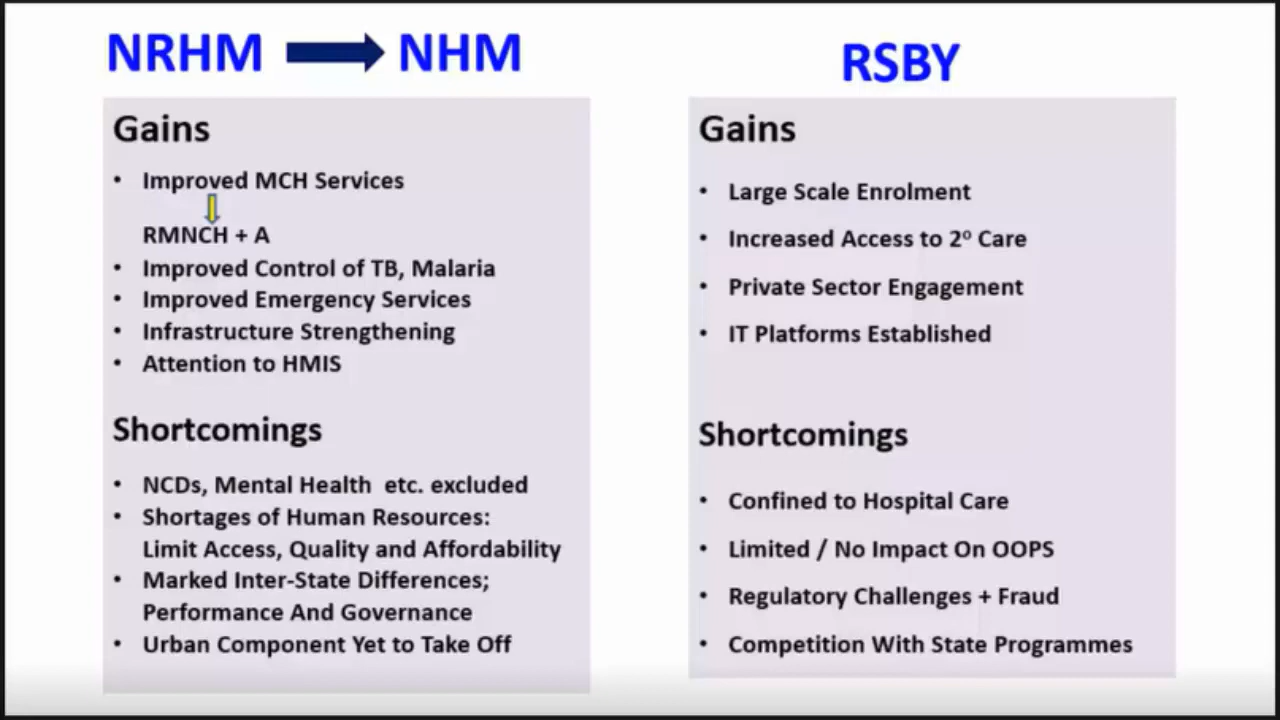 NRHM NHM
Gains
• Improved MCH Services
RMNCH + A
• Improved Control of TB, Malaria
• Improved Emergency Services
• Infrastructure Strengthening
• Attention to HMIS
Shortcomings
• NCDs, Mental Health etc. excluded
• Shortages of Human Resources:
Limit Access, Quality and Affordability
• Marked Inter-State Differences;
Performance And Governance
• Urban Component Yet to Take Off
RSBY
Gains
• Large Scale Enrolment
• Increased Access to 2º Care
• Private Sector Engagement
• IT Platforms Established
Shortcomings
• Confined to Hospital Care
• Limited / No Impact On OOPS
• Regulatory Challenges + Fraud
• Competition With State Programmes